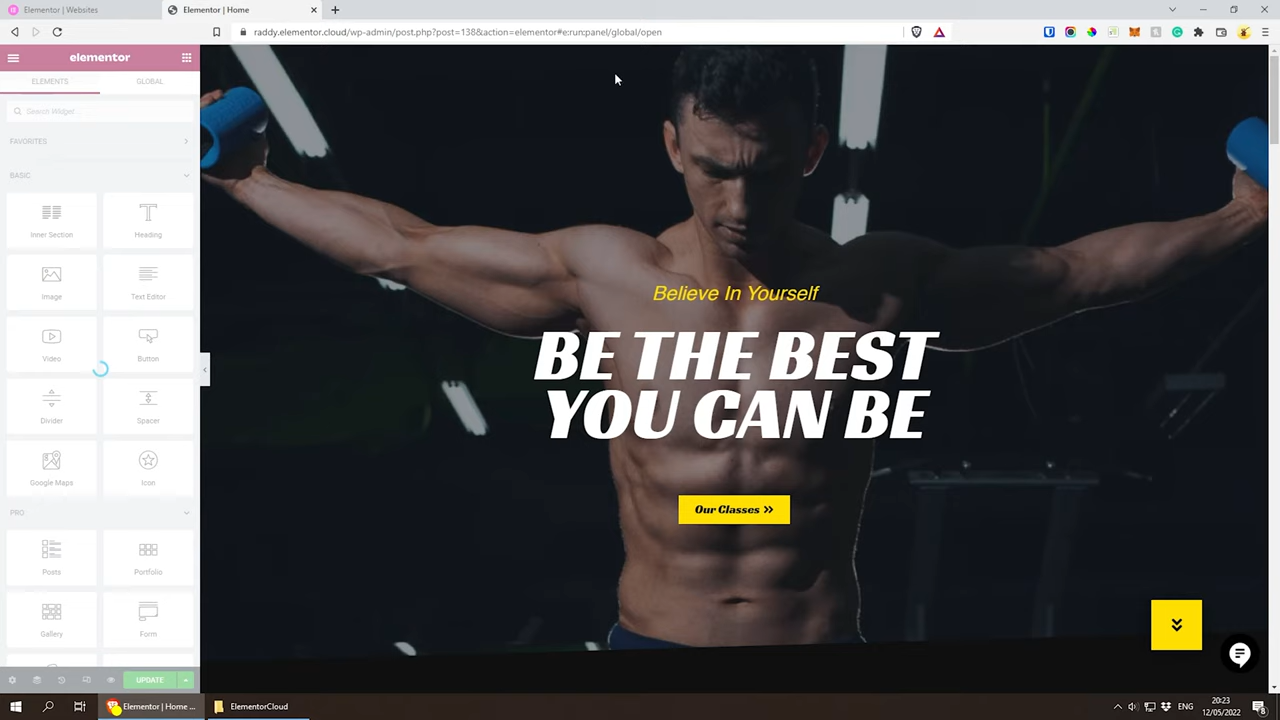 Elementor | Websites
Elementor | Home
raddy.elementor.cloud/wp-admin/post.php?post=138&action=elementor#e:run:panel/global/open
elementor
ELEMENTS
GLOBAL
Search Widget...
FAVORITES
BASIC
Inner Section
Heading
Image
Text Editor
Video
Button
Divider
Spacer
Google Maps
Icon
PRO
Posts
Portfolio
Gallery
Form
UPDATE
Believe In Yourself
BE THE BEST
YOU CAN BE
Our Classes
Elementor | Home ...
ElementorCloud
ENG
20:23
12/05/2022
8